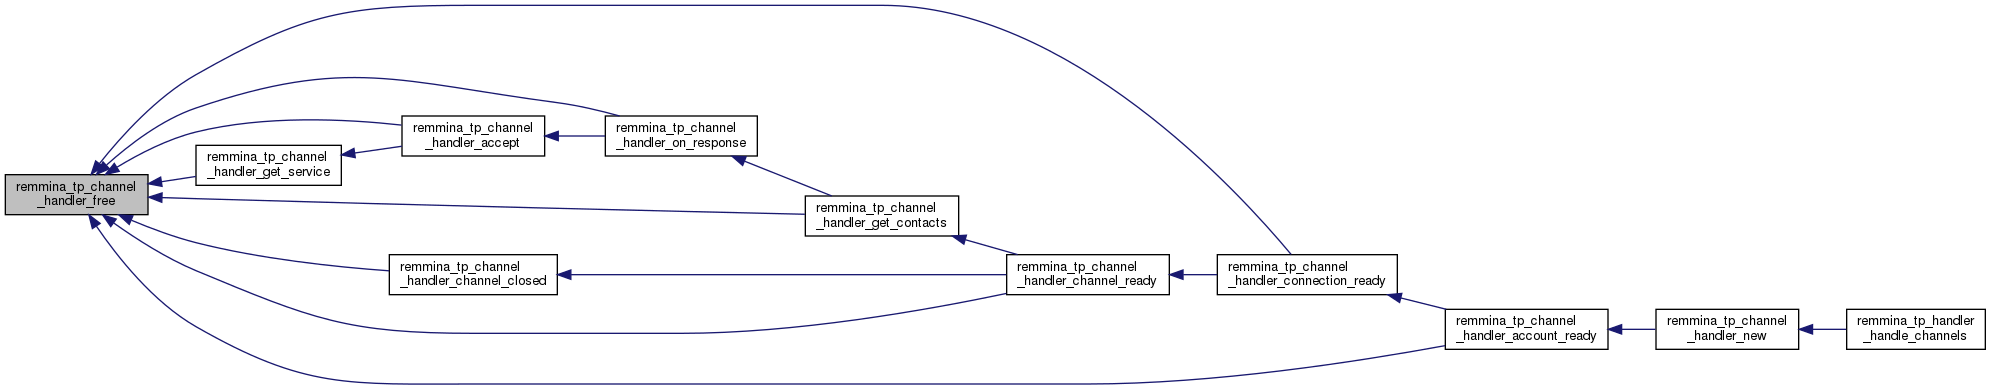 remmina_tp_channel
_handler_free
remmina_tp_channel
_handler_get_service
remmina_tp_channel
_handler_accept
remmina_tp_channel
_handler_on_response
remmina_tp_channel
_handler_get_contacts
remmina_tp_channel
_handler_channel_closed
remmina_tp_channel
_handler_channel_ready
remmina_tp_channel
_handler_connection_ready
remmina_tp_channel
_handler_account_ready
remmina_tp_channel
_handler_new
remmina_tp_handler
_handle_channels